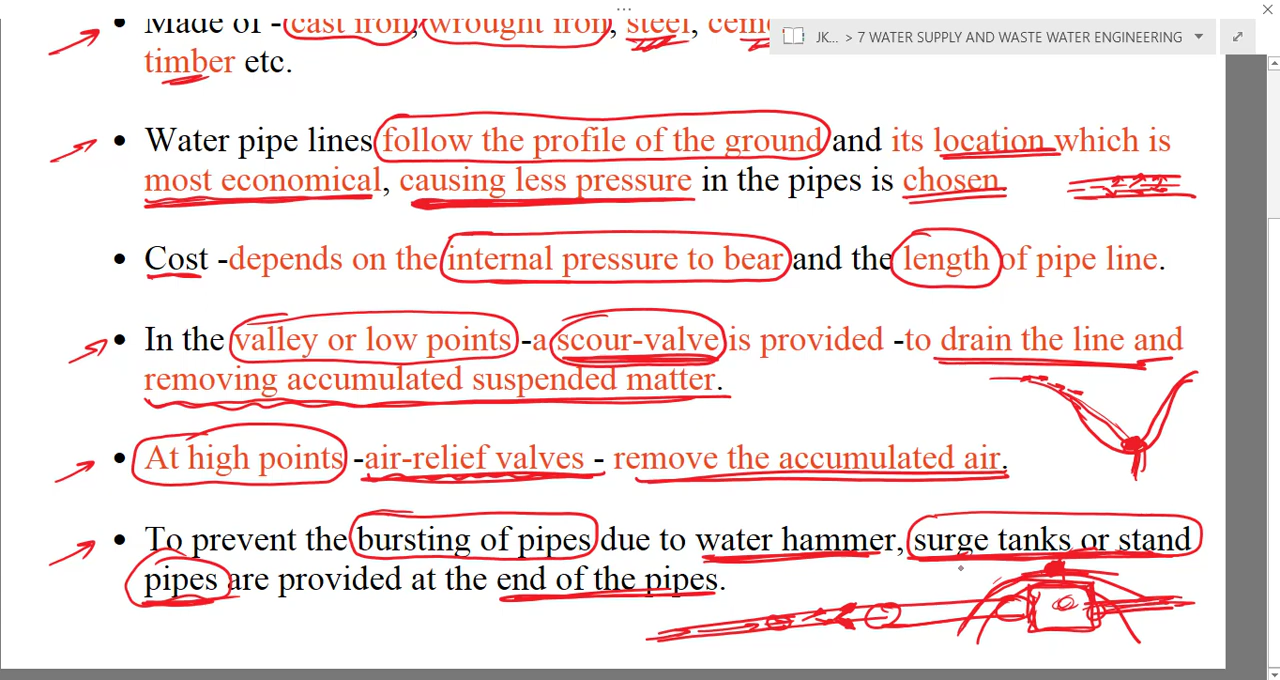 • Made of -cast iron, wrought iron, steel,
JK... > 7 WATER SUPPLY AND WASTE WATER ENGINEERING
timber etc.
• Water pipe lines follow the profile of the ground and its location which is
most economical, causing less pressure in the pipes is chosen.
• Cost -depends on the internal pressure to bear and the length of pipe line.
• In the valley or low points -a scour-valve is provided -to drain the line and
removing accumulated suspended matter.
• At high points -air-relief valves - remove the accumulated air.
• To prevent the bursting of pipes due to water hammer, surge tanks or stand
pipes are provided at the end of the pipes.